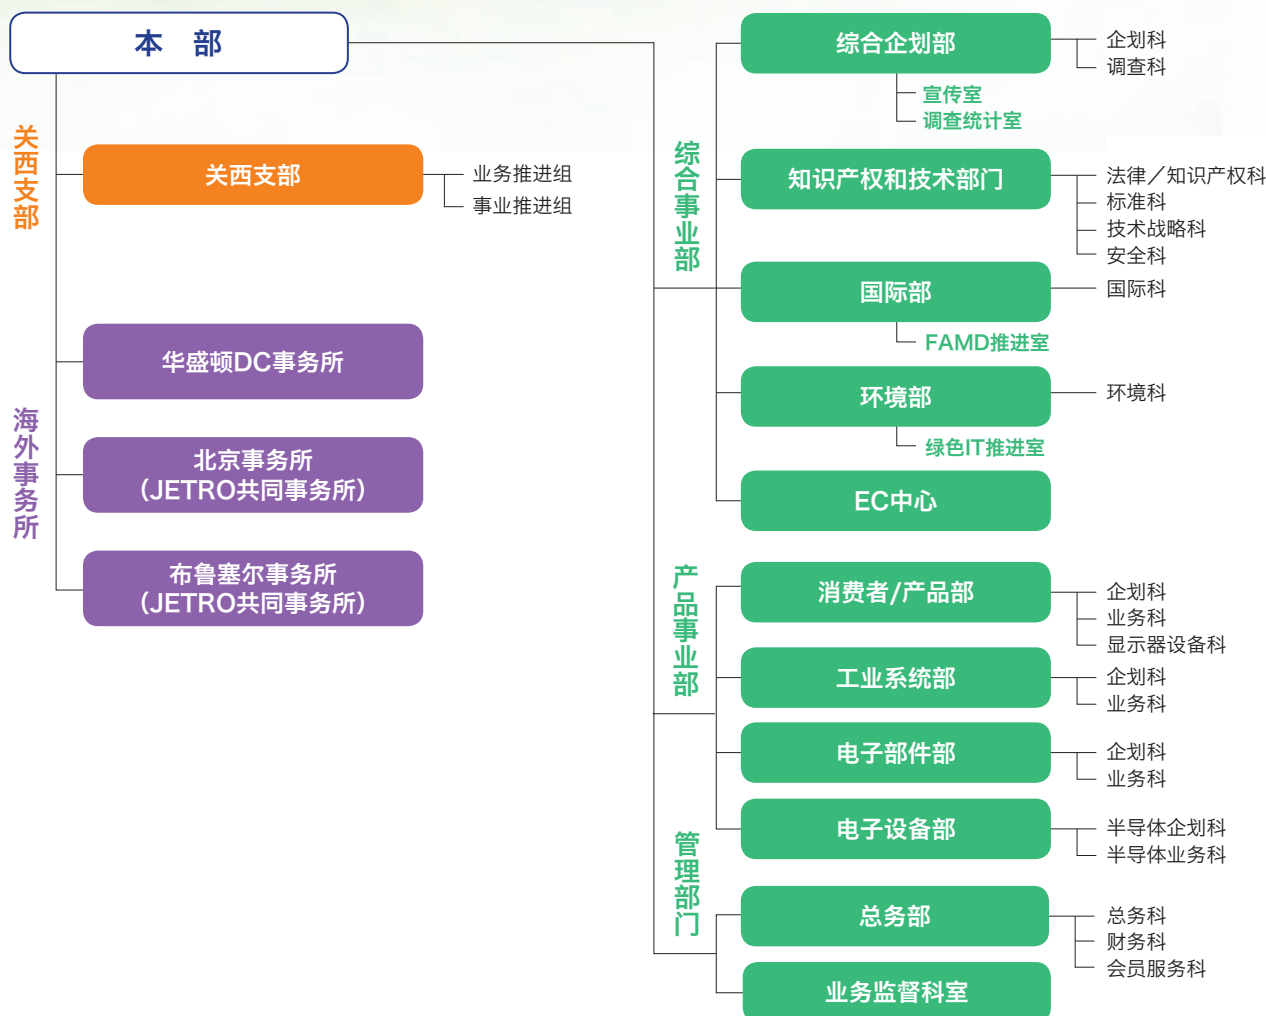 本 部
关西支部
关西支部
业务推进组
事业推进组
海外事务所
华盛顿DC事务所
北京事务所
（JETRO共同事务所）
布鲁塞尔事务所
（JETRO共同事务所）
综合事业部
综合企划部
企划科
调查科
宣传室
调查统计室
知识产权和技术部门
法律／知识产权科
标准科
技术战略科
安全科
国际部
国际科
FAMD推进室
环境部
环境科
绿色IT推进室
EC中心
产品事业部
消费者/产品部
企划科
业务科
显示器设备科
工业系统部
企划科
业务科
电子部件部
企划科
业务科
电子设备部
半导体企划科
半导体业务科
管理部门
总务部
总务科
财务科
会员服务科
业务监督科室